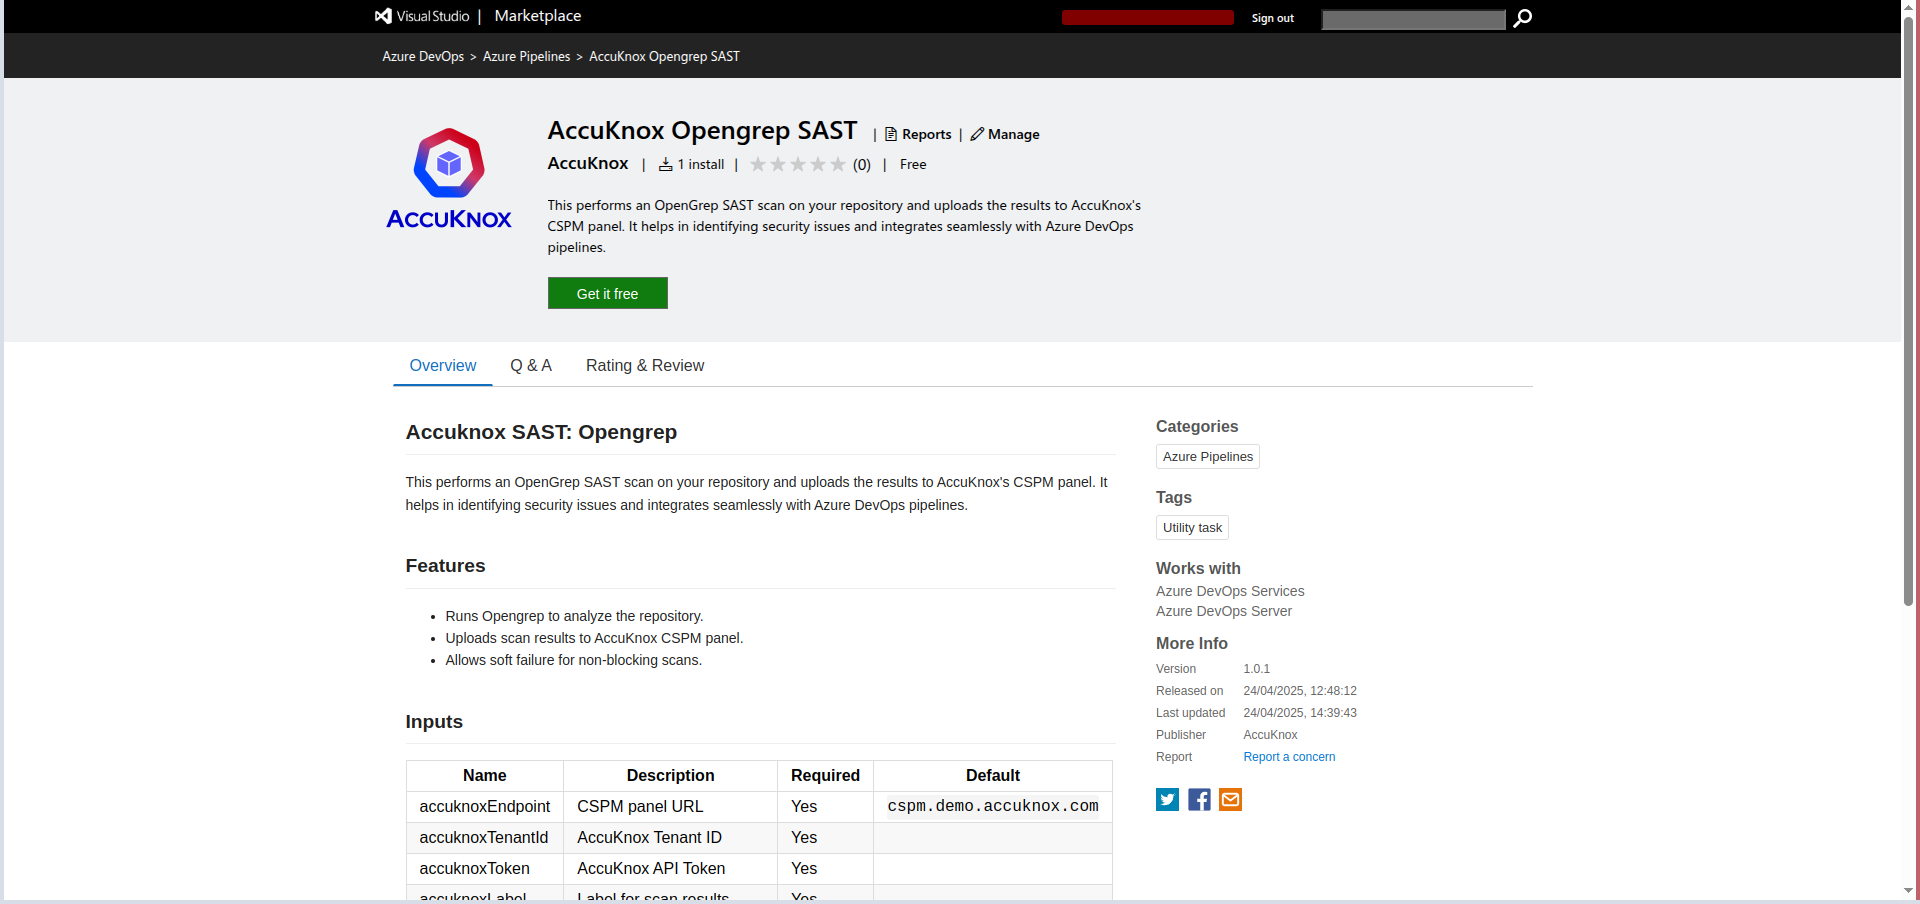 Visual Studio | Marketplace
Sign out
Azure DevOps > Azure Pipelines > AccuKnox Opengrep SAST
ACCUKNOX
AccuKnox Opengrep SAST | Reports | Manage
AccuKnox | 1 install | (0) | Free
This performs an OpenGrep SAST scan on your repository and uploads the results to AccuKnox's
CSPM panel. It helps in identifying security issues and integrates seamlessly with Azure DevOps
pipelines.
Get it free
Overview Q & A Rating & Review
Accuknox SAST: Opengrep
This performs an OpenGrep SAST scan on your repository and uploads the results to AccuKnox's CSPM panel. It
helps in identifying security issues and integrates seamlessly with Azure DevOps pipelines.
Features
• Runs Opengrep to analyze the repository.
• Uploads scan results to AccuKnox CSPM panel.
• Allows soft failure for non-blocking scans.
Inputs
Name Description Required Default
accuknoxEndpoint CSPM panel URL Yes cspm.demo.accuknox.com
accuknoxTenantId AccuKnox Tenant ID Yes
accuknoxToken AccuKnox API Token Yes
accuknoxLabel Label for scan results Yes
Categories
Azure Pipelines
Tags
Utility task
Works with
Azure DevOps Services
Azure DevOps Server
More Info
Version 1.0.1
Released on 24/04/2025, 12:48:12
Last updated 24/04/2025, 14:39:43
Publisher AccuKnox
Report Report a concern